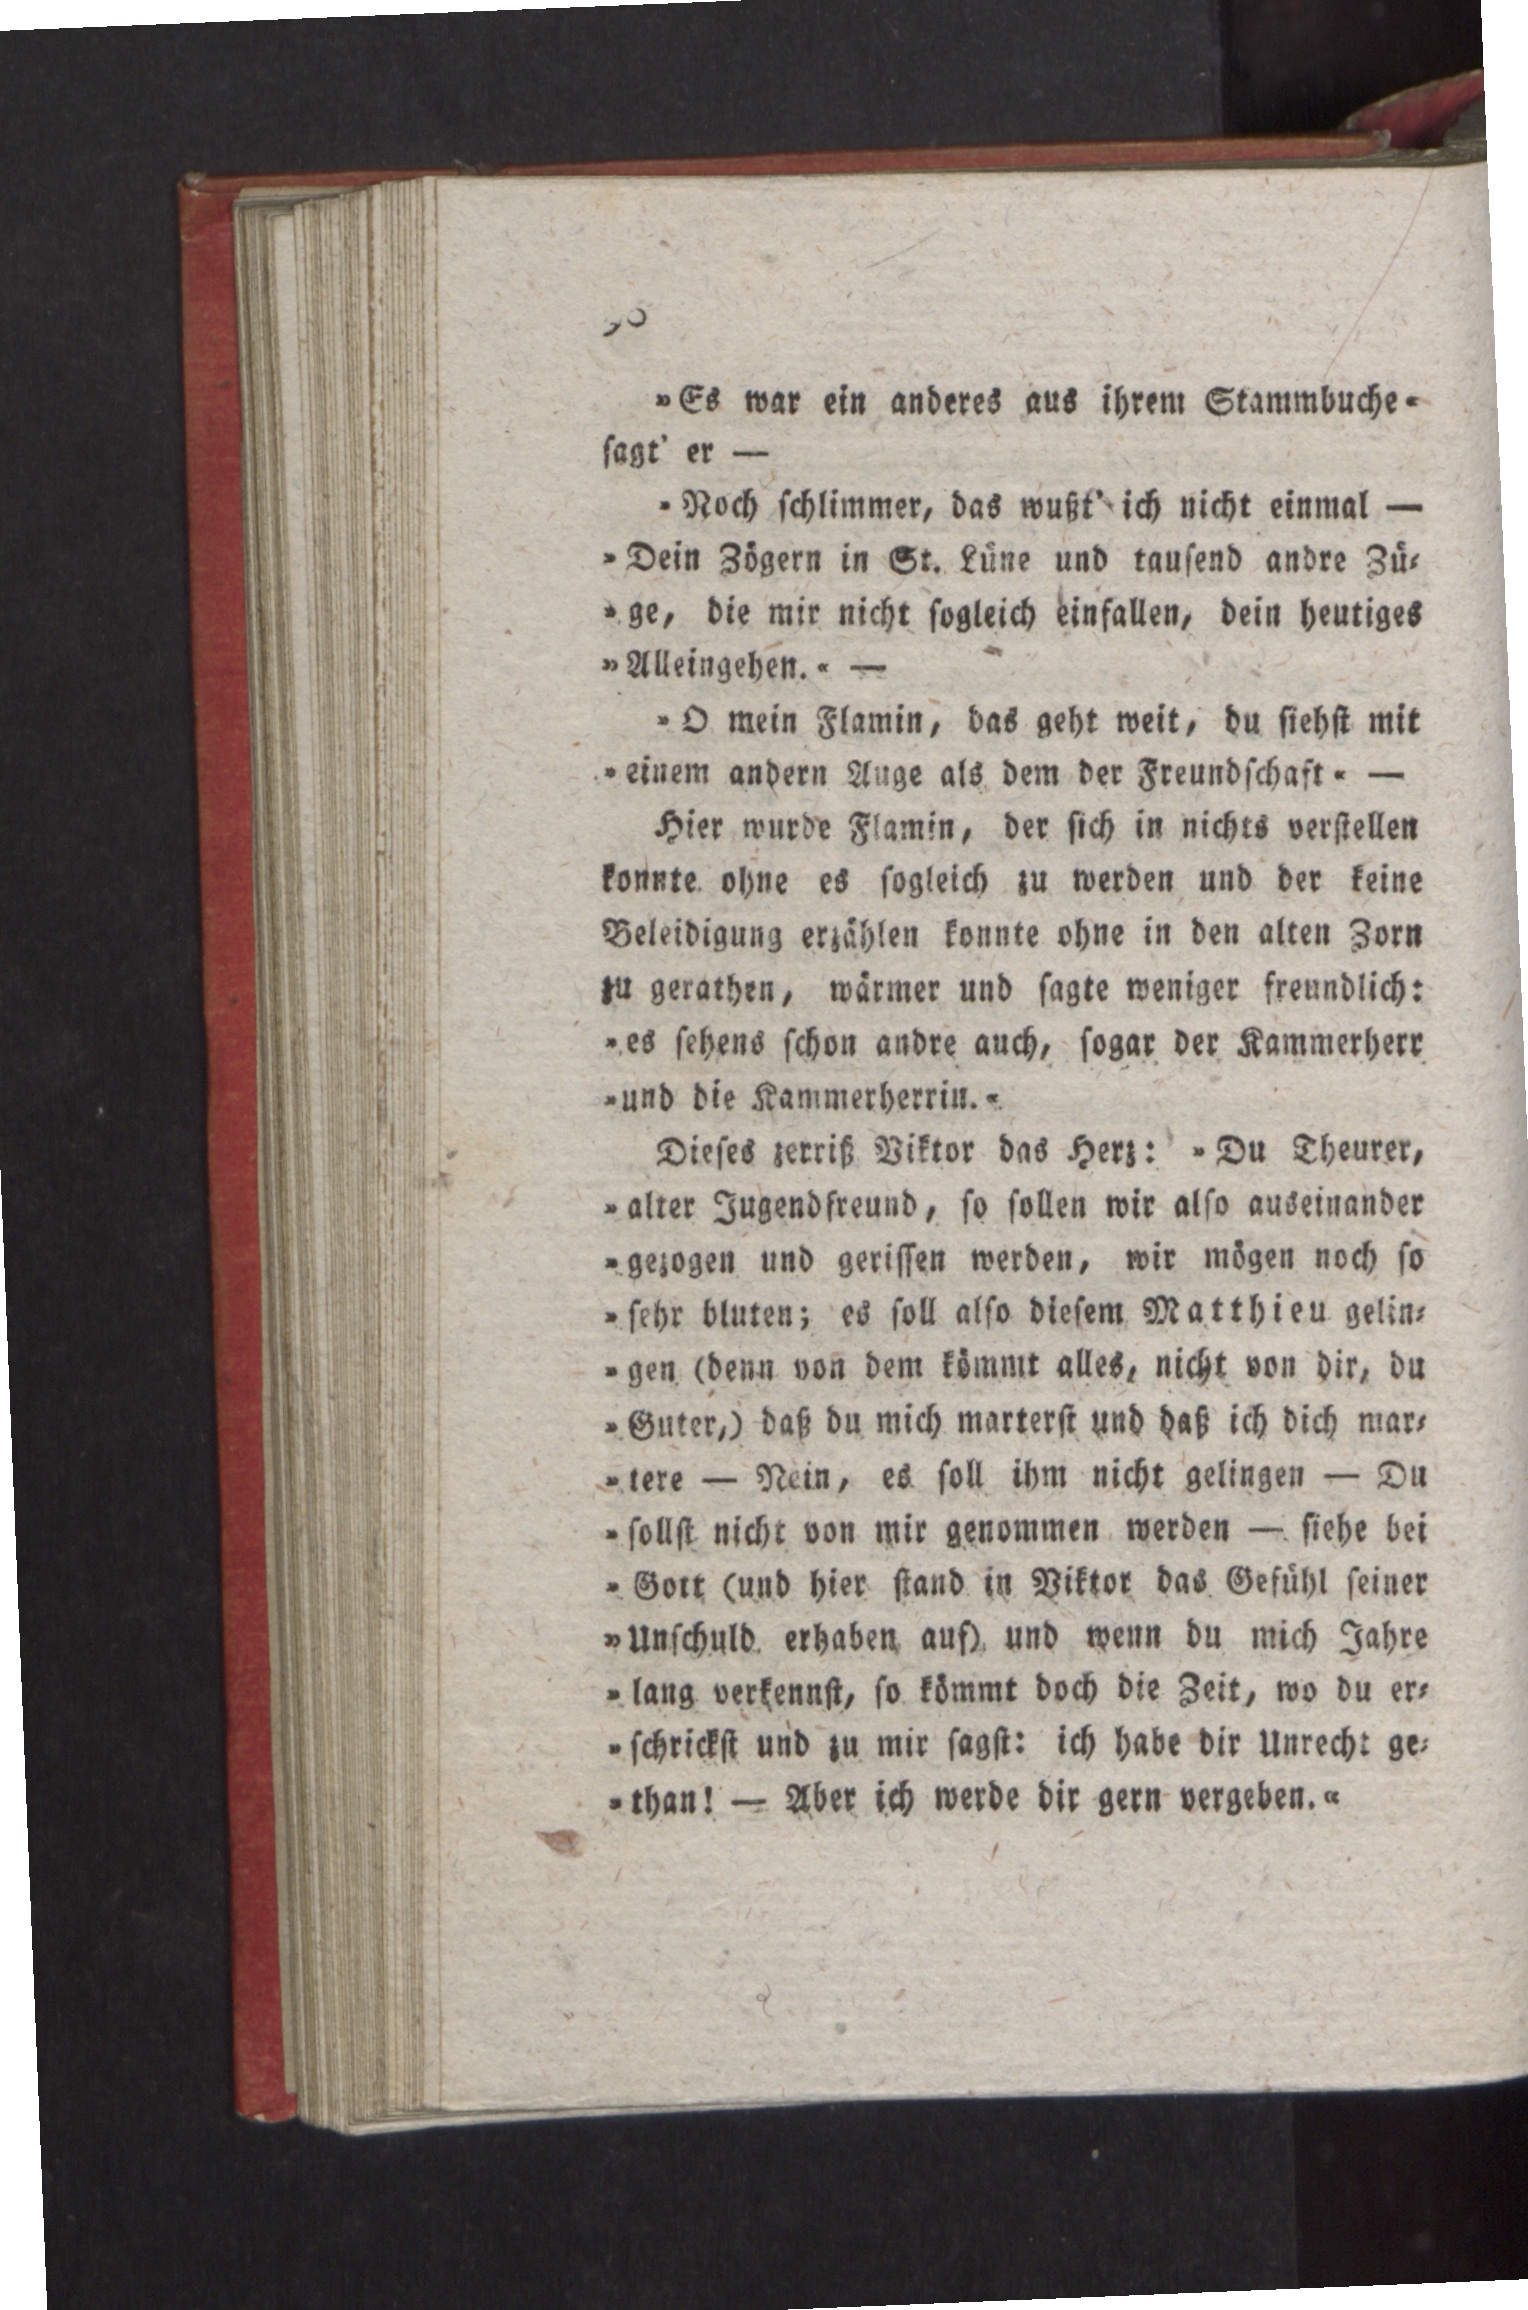 »Es war ein anderes aus ihrem Stammbuche«
ſagt' er —
»Noch ſchlimmer, das wußt' ich nicht einmal —
»Dein Zögern in St. Lüne und tauſend andre Zü⸗
»ge, die mir nicht ſogleich einfallen, dein heutiges
»Alleingehen.« —
»O mein Flamin, das geht weit, du ſiehſt mit
»einem andern Auge als dem der Freundſchaft« —
Hier wurde Flamin, der ſich in nichts verſtellen
konnte ohne es ſogleich zu werden und der keine
Beleidigung erzählen konnte ohne in den alten Zorn
zu gerathen, wärmer und ſagte weniger freundlich:
»es ſehens ſchon andre auch, ſogar der Kammerherr
»und die Kammerherrin.«
Dieſes zerriß Viktor das Herz: »Du Theurer,
»alter Jugendfreund, ſo ſollen wir alſo auseinander
»gezogen und geriſſen werden, wir mögen noch ſo
»ſehr bluten; es ſoll alſo dieſem Matthieu gelin⸗
»gen (denn von dem kömmt alles, nicht von dir, du
»Guter,) daß du mich marterſt und daß ich dich mar⸗
»tere — Nein, es ſoll ihm nicht gelingen — Du
»ſollſt nicht von mir genommen werden — ſiehe bei
»Gott (und hier ſtand in Viktor das Gefühl ſeiner
»Unſchuld erhaben auf) und wenn du mich Jahre
»lang verkennſt, ſo kömmt doch die Zeit, wo du er⸗
»ſchrickſt und zu mir ſagſt: ich habe dir Unrecht ge⸗
»than! — Aber ich werde dir gern vergeben.«